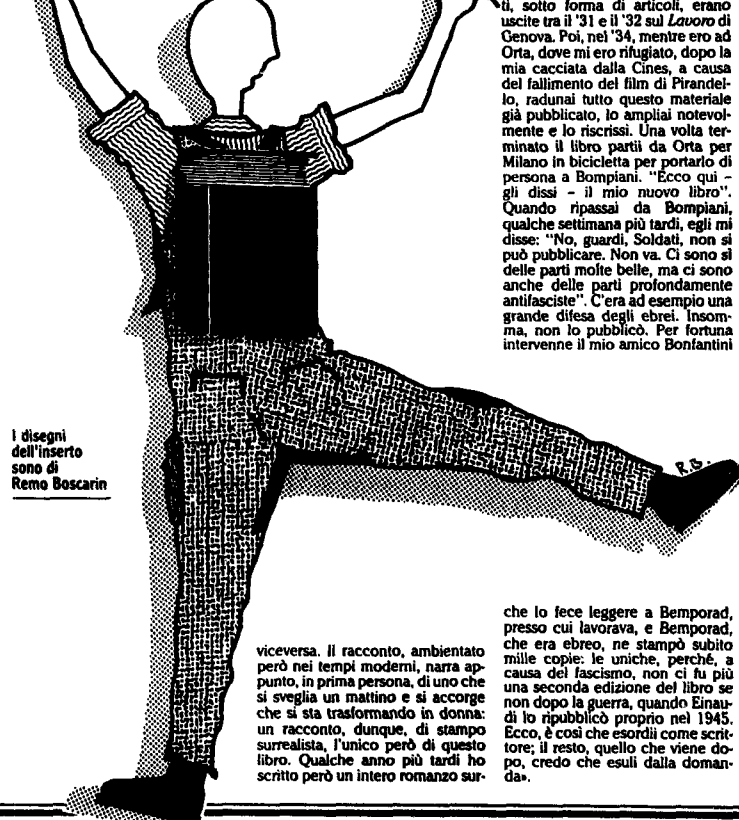 I disegni
dell'inserto
sono di
Remo Boscarin
viceversa. Il racconto, ambientato
però nei tempi moderni, narra ap-
punto, in prima persona, di uno che
si sveglia un mattino e si accorge
che si sta trasformando in donna:
un racconto, dunque, di stampo
surrealista, l'unico però di questo
libro. Qualche anno più tardi ho
scritto però un intero romanzo sur-
ti, sotto forma di articoli, erano
uscite tra il '31 e il '32 sul Lavoro di
Genova. Poi, nel '34, mentre ero ad
Orta, dove mi ero rifugiato, dopo la
mia cacciata dalla Cines, a causa
del fallimento del film di Pirandel-
lo, radunai tutto questo materiale
già pubblicato, lo ampliai notevol-
mente e lo riscrissi. Una volta ter-
minato il libro partii da Orta per
Milano in bicicletta per portarlo di
persona a Bompiani. "Ecco qui –
gli dissi – il mio nuovo libro".
Quando ripassai da Bompiani,
qualche settimana più tardi, egli mi
disse: "No, guardi, Soldati, non si
può pubblicare. Non va. Ci sono sì
delle parti molte belle, ma ci sono
anche delle parti profondamente
antifasciste". C'era ad esempio una
grande difesa degli ebrei. Insom-
ma, non lo pubblicò. Per fortuna
intervenne il mio amico Bonfantini
R.B.
che lo fece leggere a Bemporad,
presso cui lavorava, e Bemporad,
che era ebreo, ne stampò subito
mille copie: le uniche, perché, a
causa del fascismo, non ci fu più
una seconda edizione del libro se
non dopo la guerra, quando Einau-
di lo ripubblicò proprio nel 1945.
Ecco, è così che esordii come scrit-
tore; il resto, quello che viene do-
po, credo che esuli dalla doman-
da».